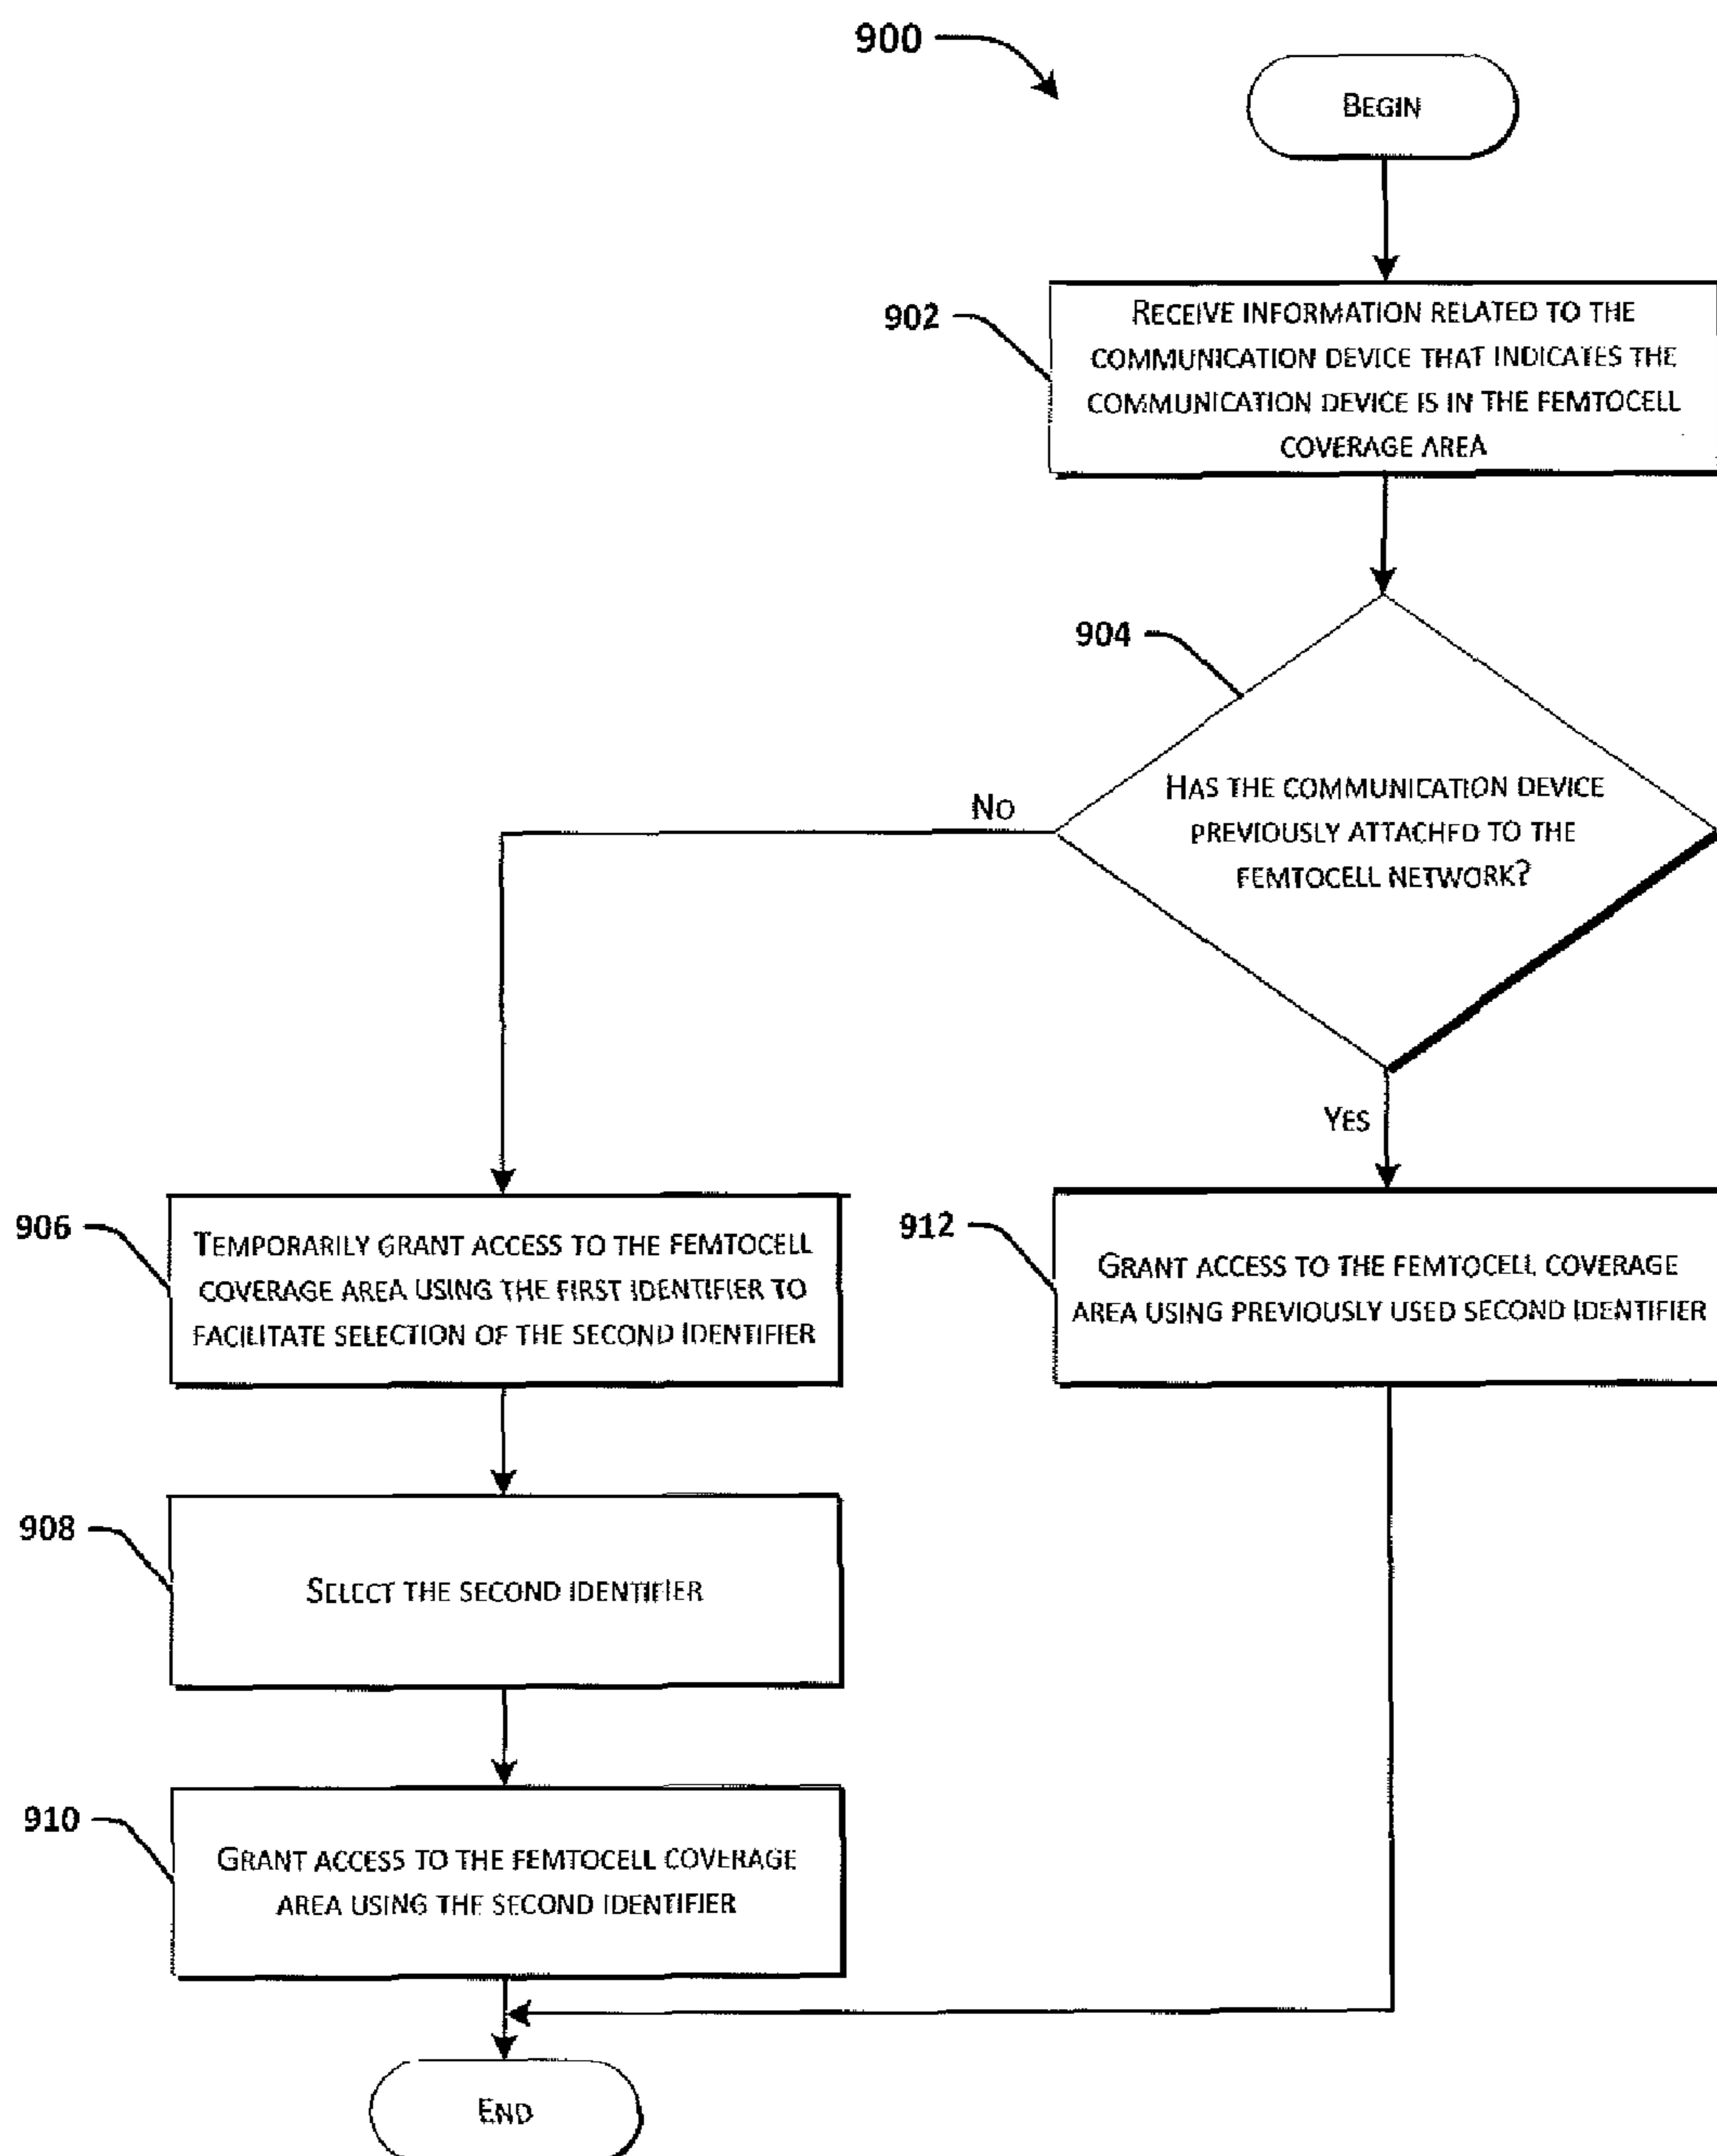 900
BEGIN
902
RECEIVE INFORMATION RELATED TO THE
COMMUNICATION DEVICE THAT INDICATES THE
COMMUNICATION DEVICE IS IN THE FEMTOCELL
COVERAGE AREA
904
HAS THE COMMUNICATION DEVICE
PREVIOUSLY ATTACHED TO THE
FEMTOCELL NETWORK?
NO
YES
906
TEMPORARILY GRANT ACCESS TO THE FEMTOCELL
COVERAGE AREA USING THE FIRST IDENTIFIER TO
FACILITATE SELECTION OF THE SECOND IDENTIFIER
912
GRANT ACCESS TO THE FEMTOCELL COVERAGE
AREA USING PREVIOUSLY USED SECOND IDENTIFIER
908
SELECT THE SECOND IDENTIFIER
910
GRANT ACCESS TO THE FEMTOCELL COVERAGE
AREA USING THE SECOND IDENTIFIER
END